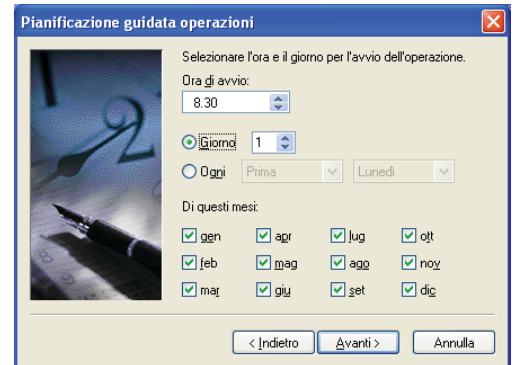 Pianificazione guidata operazioni
Selezionare l'ora e il giorno per l'avvio dell'operazione.
Ora di avvio:
8.30
Giorno 1
Ogni Prima Lunedì
Di questi mesi:
gen apr lug ott
feb mag ago nov
mar giu set dic
< Indietro Avanti > Annulla